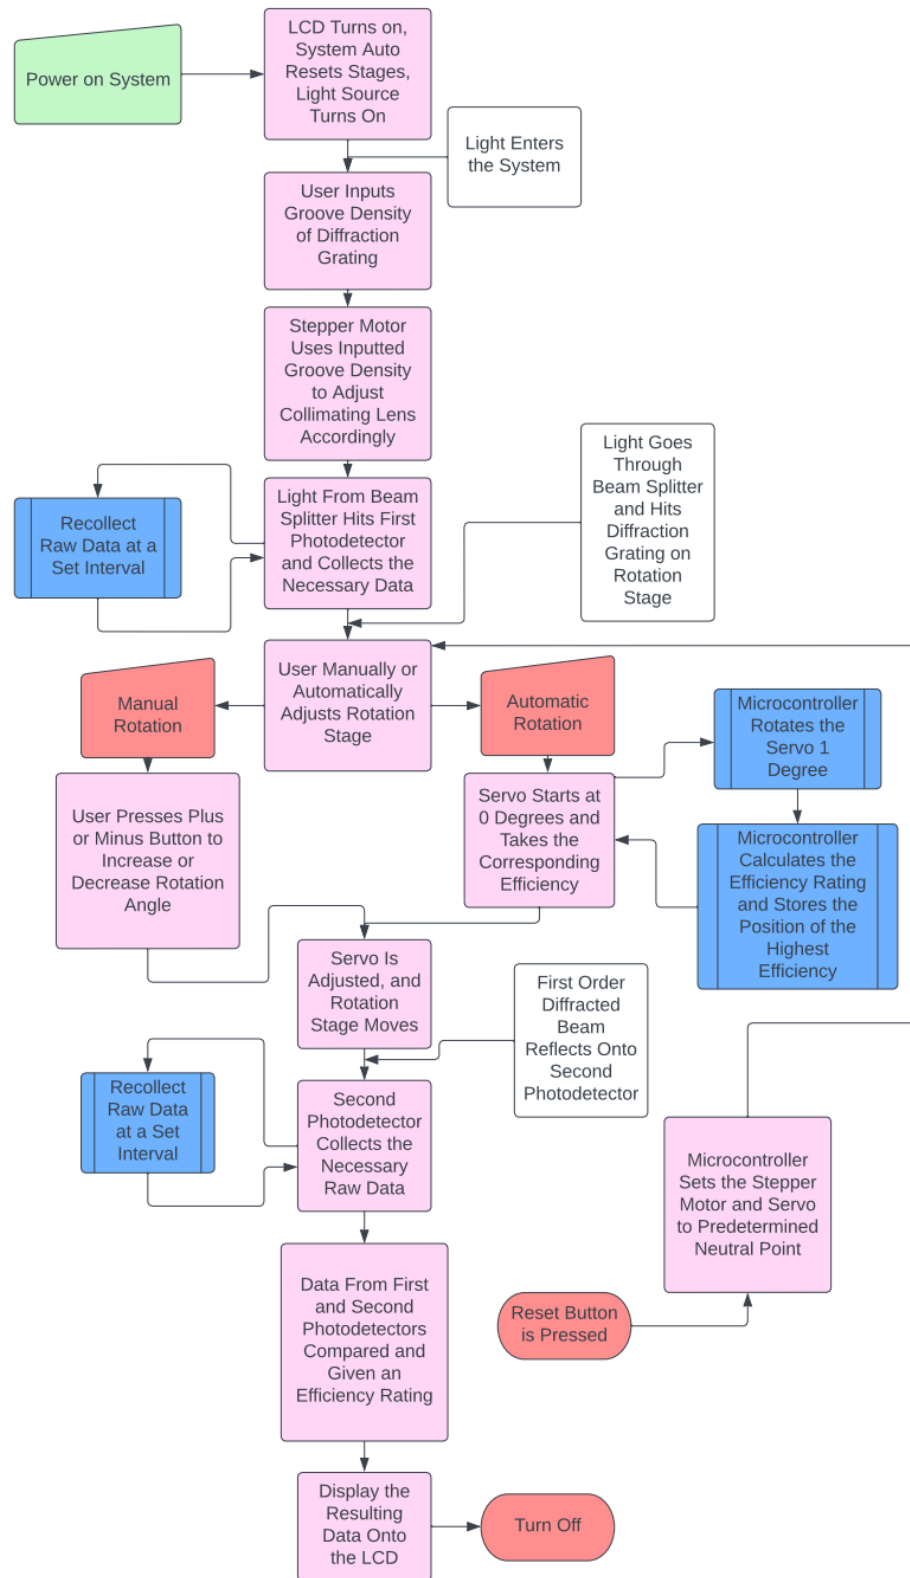 Power on System
LCD Turns on,
System Auto
Resets Stages,
Light Source
Turns On
Light Enters
the System
User Inputs
Groove Density
of Diffraction
Grating
Stepper Motor
Uses Inputted
Groove Density
to Adjust
Collimating Lens
Accordingly
Light Goes
Through
Beam Splitter
and Hits
Diffraction
Grating on
Rotation
Stage
Recollect
Raw Data at a
Set Interval
Light From Beam
Splitter Hits First
Photodetector
and Collects the
Necessary Data
User Manually or
Automatically
Adjusts Rotation
Stage
Manual
Rotation
Automatic
Rotation
Microcontroller
Rotates the
Servo 1
Degree
User Presses Plus
or Minus Button to
Increase or
Decrease Rotation
Angle
Servo Starts at
0 Degrees and
Takes the
Corresponding
Efficiency
Microcontroller
Calculates the
Efficiency Rating
and Stores the
Position of the
Highest
Efficiency
Servo Is
Adjusted, and
Rotation
Stage Moves
First Order
Diffracted
Beam
Reflects Onto
Second
Photodetector
Recollect
Raw Data
at a Set
Interval
Second
Photodetector
Collects the
Necessary
Raw Data
Microcontroller
Sets the Stepper
Motor and Servo
to Predetermined
Neutral Point
Data From First
and Second
Photodetectors
Compared and
Given an
Efficiency Rating
Reset Button
is Pressed
Display the
Resulting
Data Onto
the LCD
Turn Off